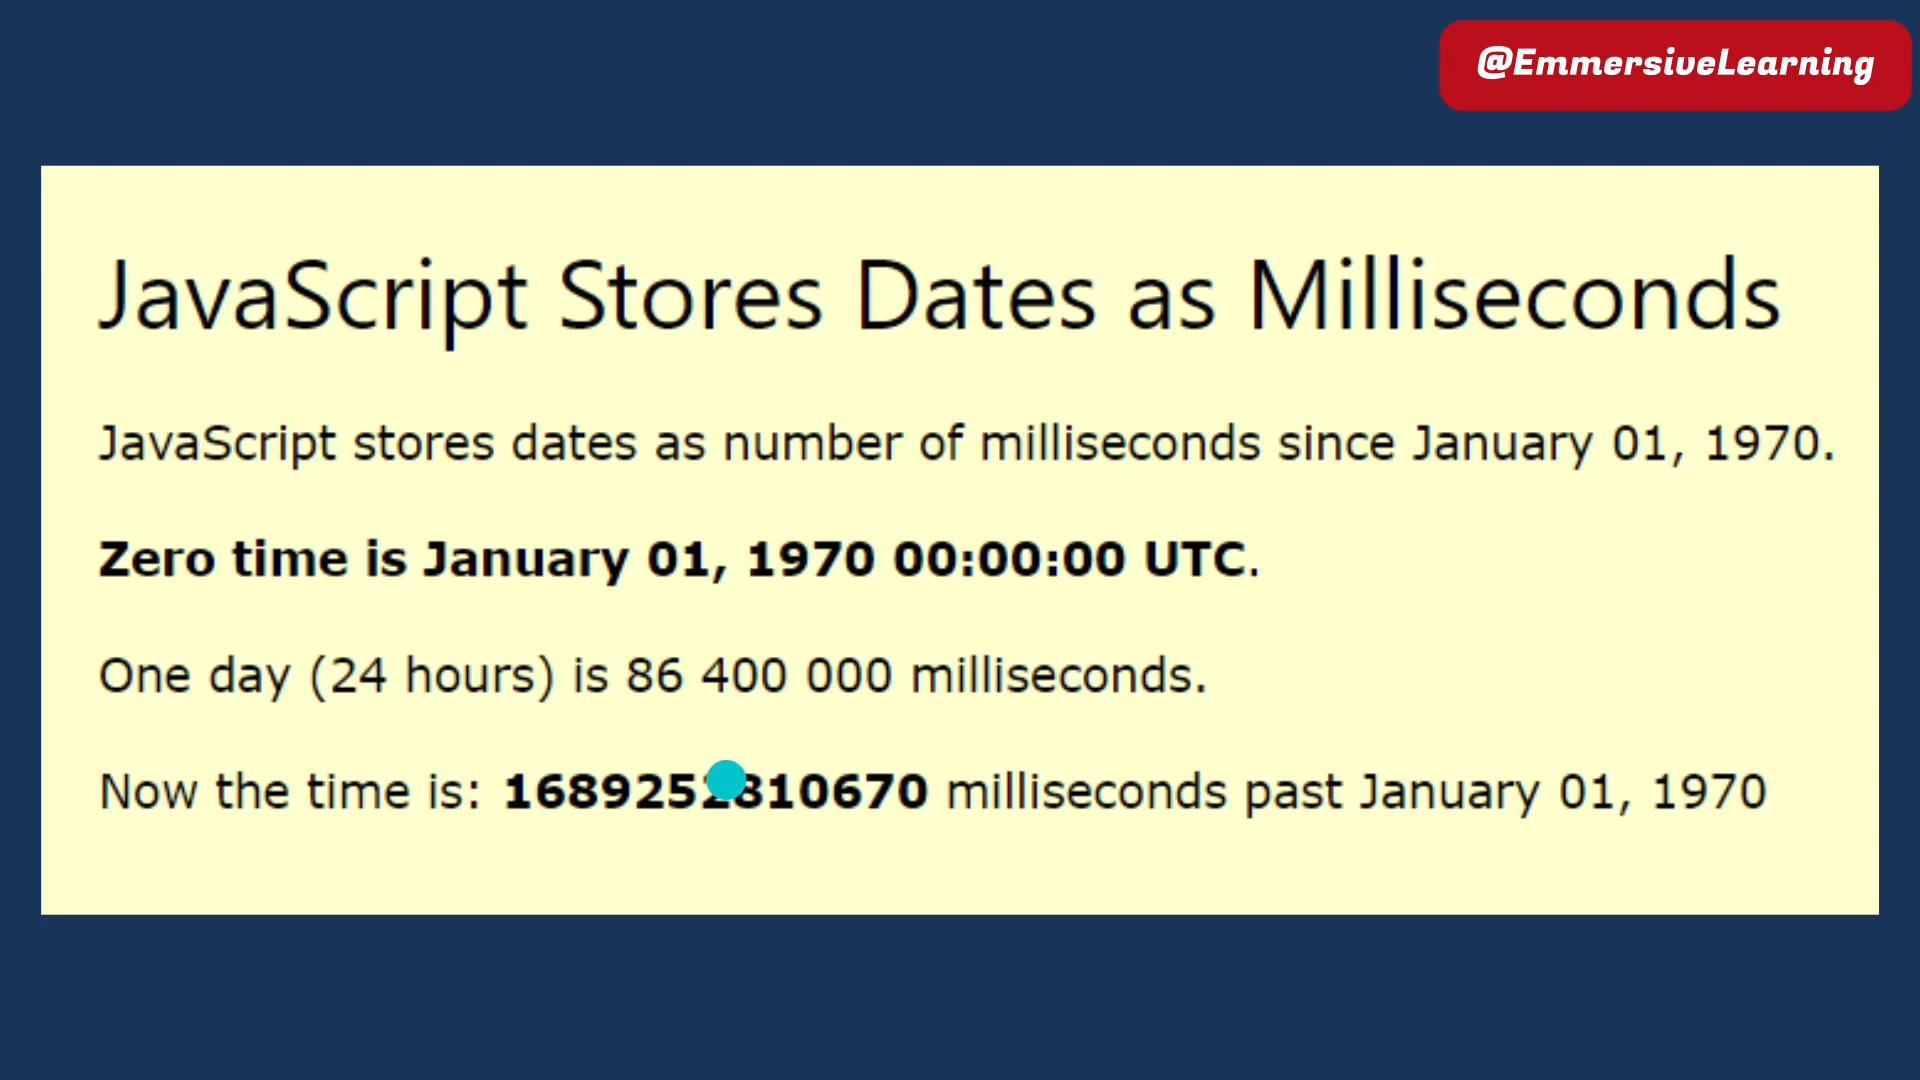 @EmmersiveLearning
JavaScript Stores Dates as Milliseconds
JavaScript stores dates as number of milliseconds since January 01, 1970.
Zero time is January 01, 1970 00:00:00 UTC.
One day (24 hours) is 86 400 000 milliseconds.
Now the time is: 1689252810670 milliseconds past January 01, 1970